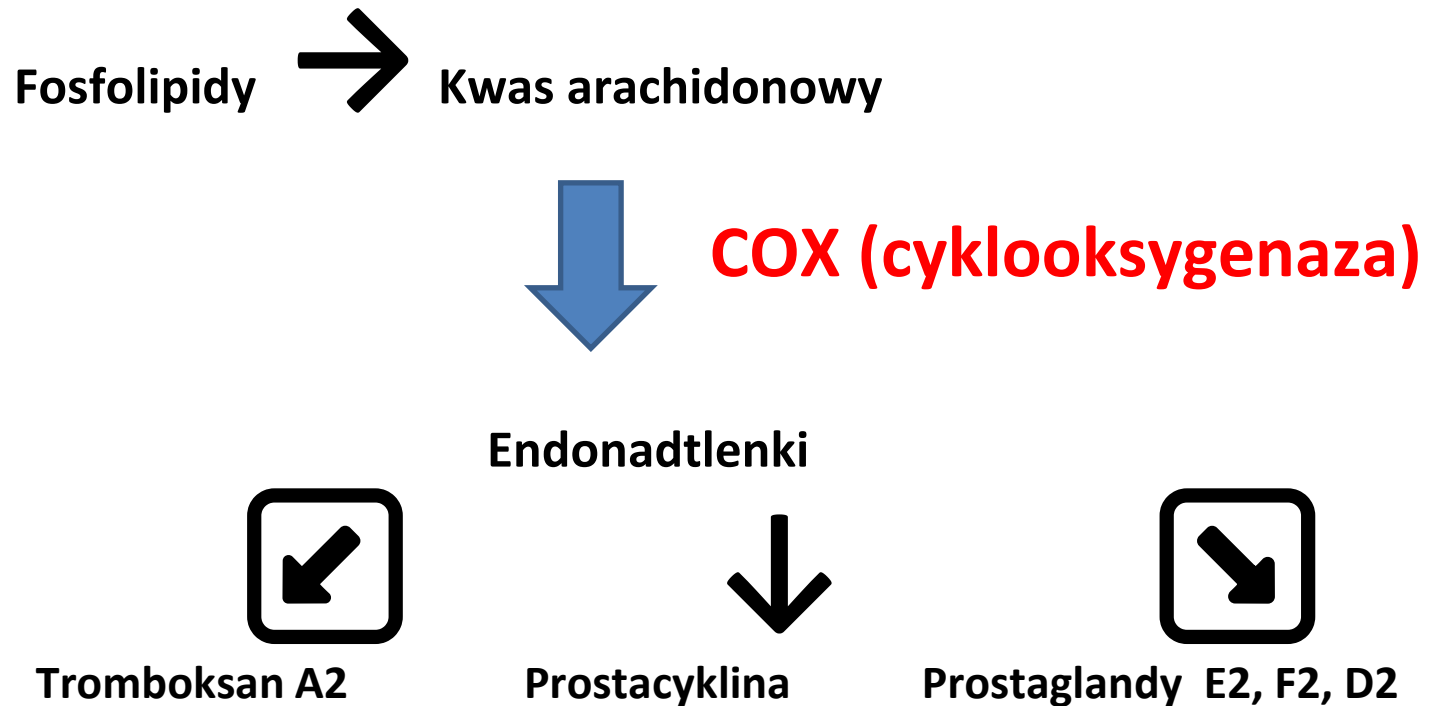 Fosfolipidy Kwas arachidonowy
COX (cyklooksygenaza)
Endonadtlenki
Tromboksan A2 Prostacyklina Prostaglandy E2, F2, D2